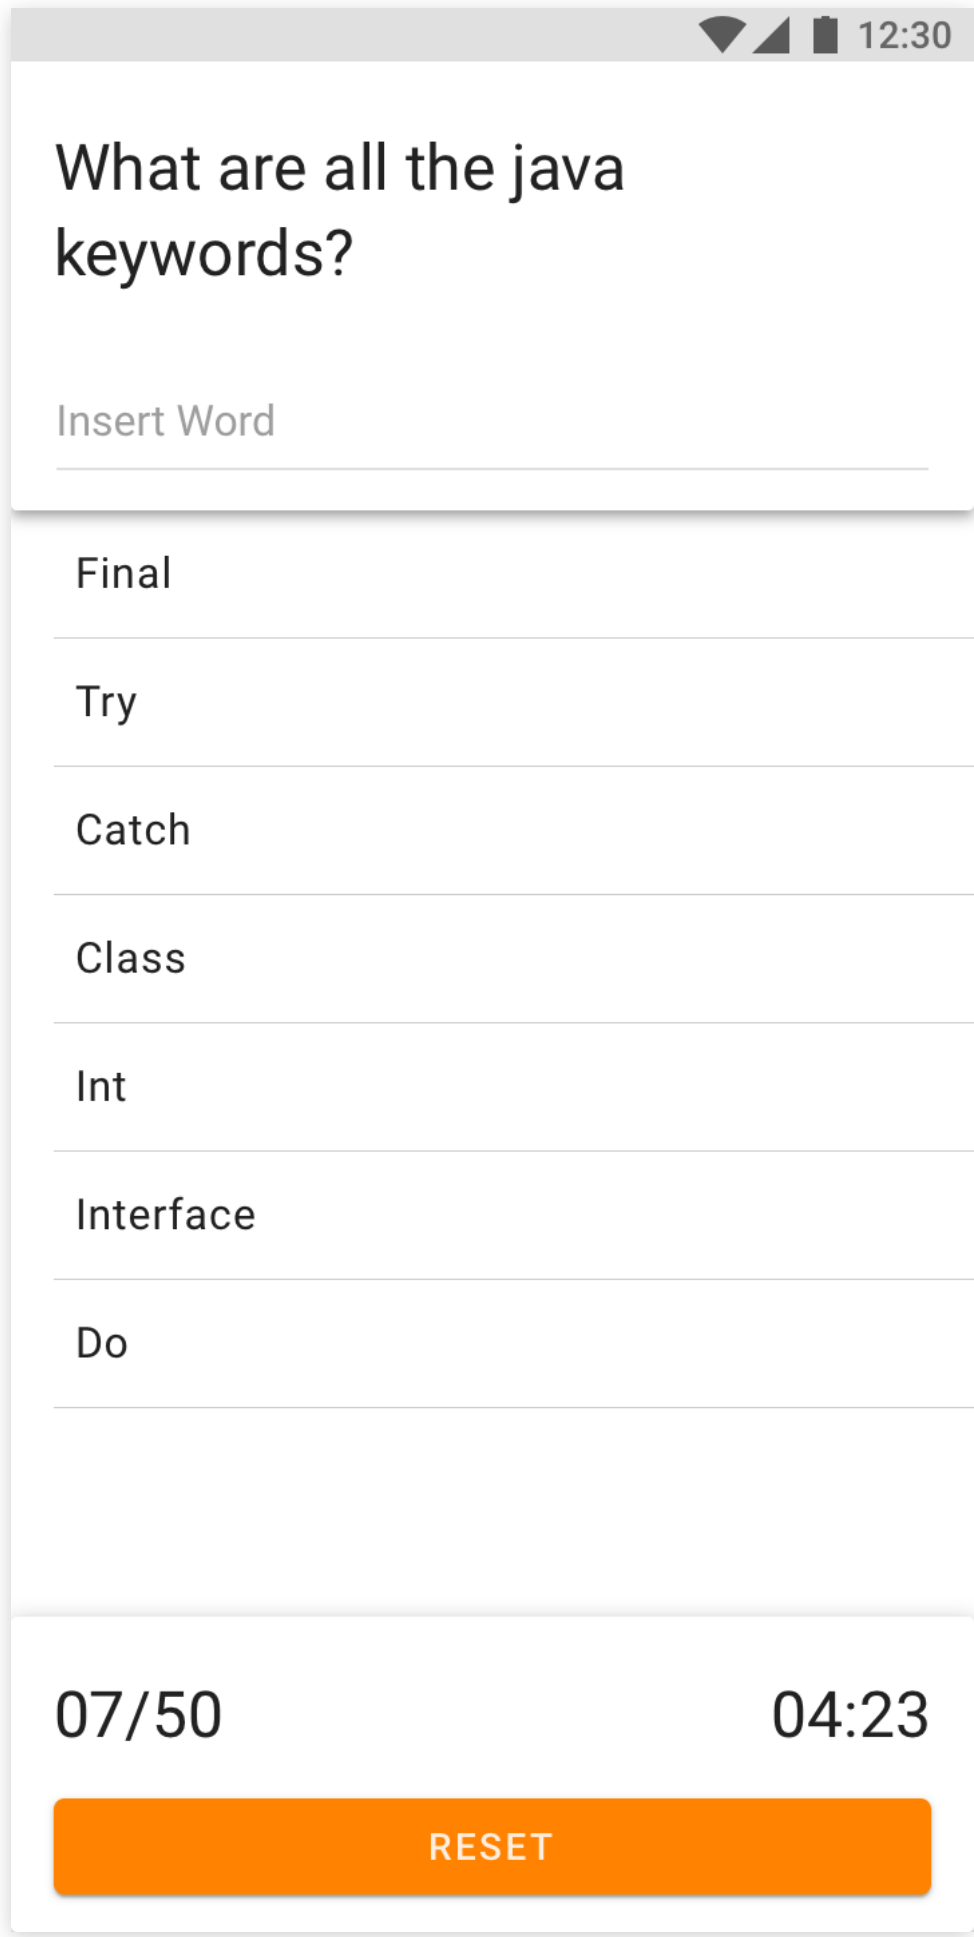 12:30
What are all the java
keywords?
Insert Word
Final
Try
Catch
Class
Int
Interface
Do
07/50
04:23
RESET